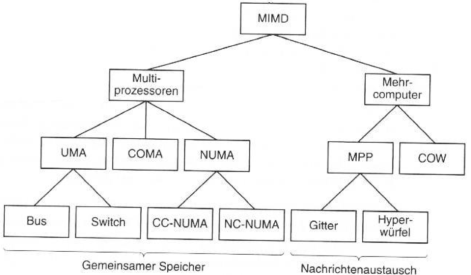 MIMD
Multi-
prozessoren
Mehr-
computer
UMA
COMA
NUMA
MPP
COW
Bus
Switch
CC-NUMA
NC-NUMA
Gitter
Hyper-
würfel
Gemeinsamer Speicher
Nachrichtenaustausch